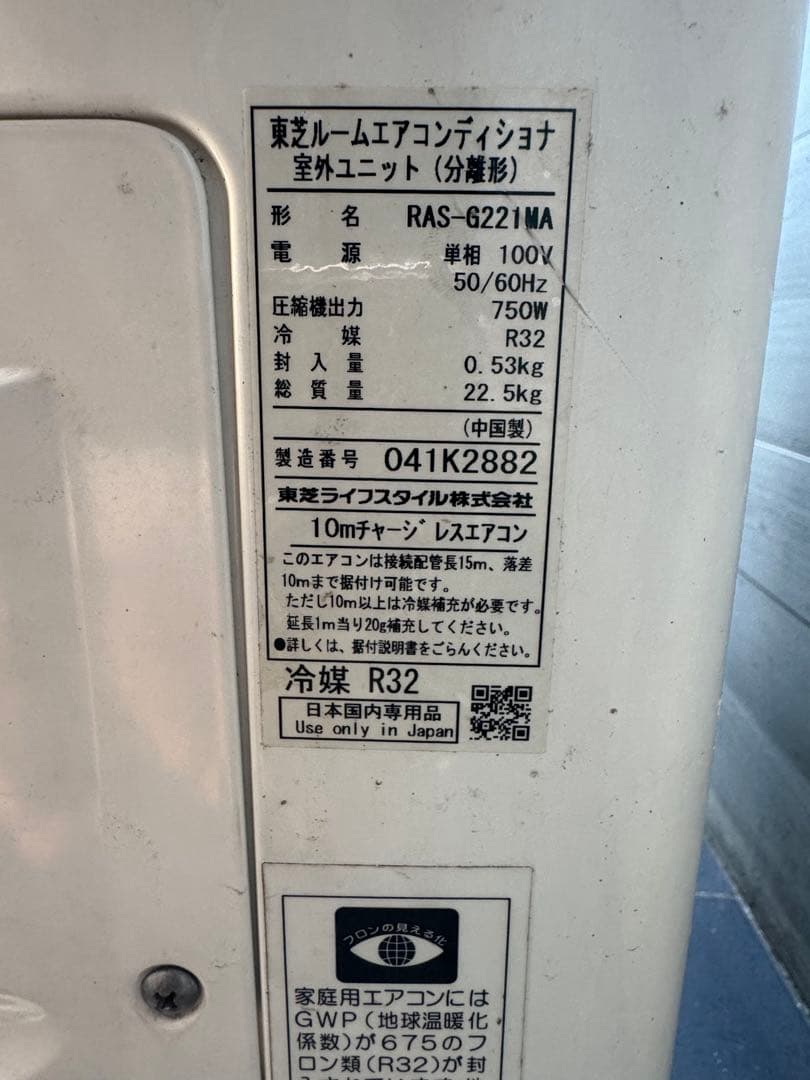 東芝ルームエアコンディショナ
室外ユニット(分離形)
形 名 RAS-G221MA
電 源 単相 100V
50/60Hz
圧縮機出力 750W
冷 媒 R32
封 入 量 0.53kg
総 質 量 22.5kg
(中国製)
製造番号 041K2882
東芝ライフスタイル株式会社
10mチャージレスエアコン
このエアコンは接続配管長15m、落差
10mまで据付け可能です。
ただし10m以上は冷媒補充が必要です。
延長1m当り20g補充してください。
●詳しくは、据付説明書をごらんください。
冷媒 R32
日本国内専用品
Use only in Japan
フロンの見える化
家庭用エアコンには
GWP(地球温暖化
係数)が675のフ
ロン類(R32)が封